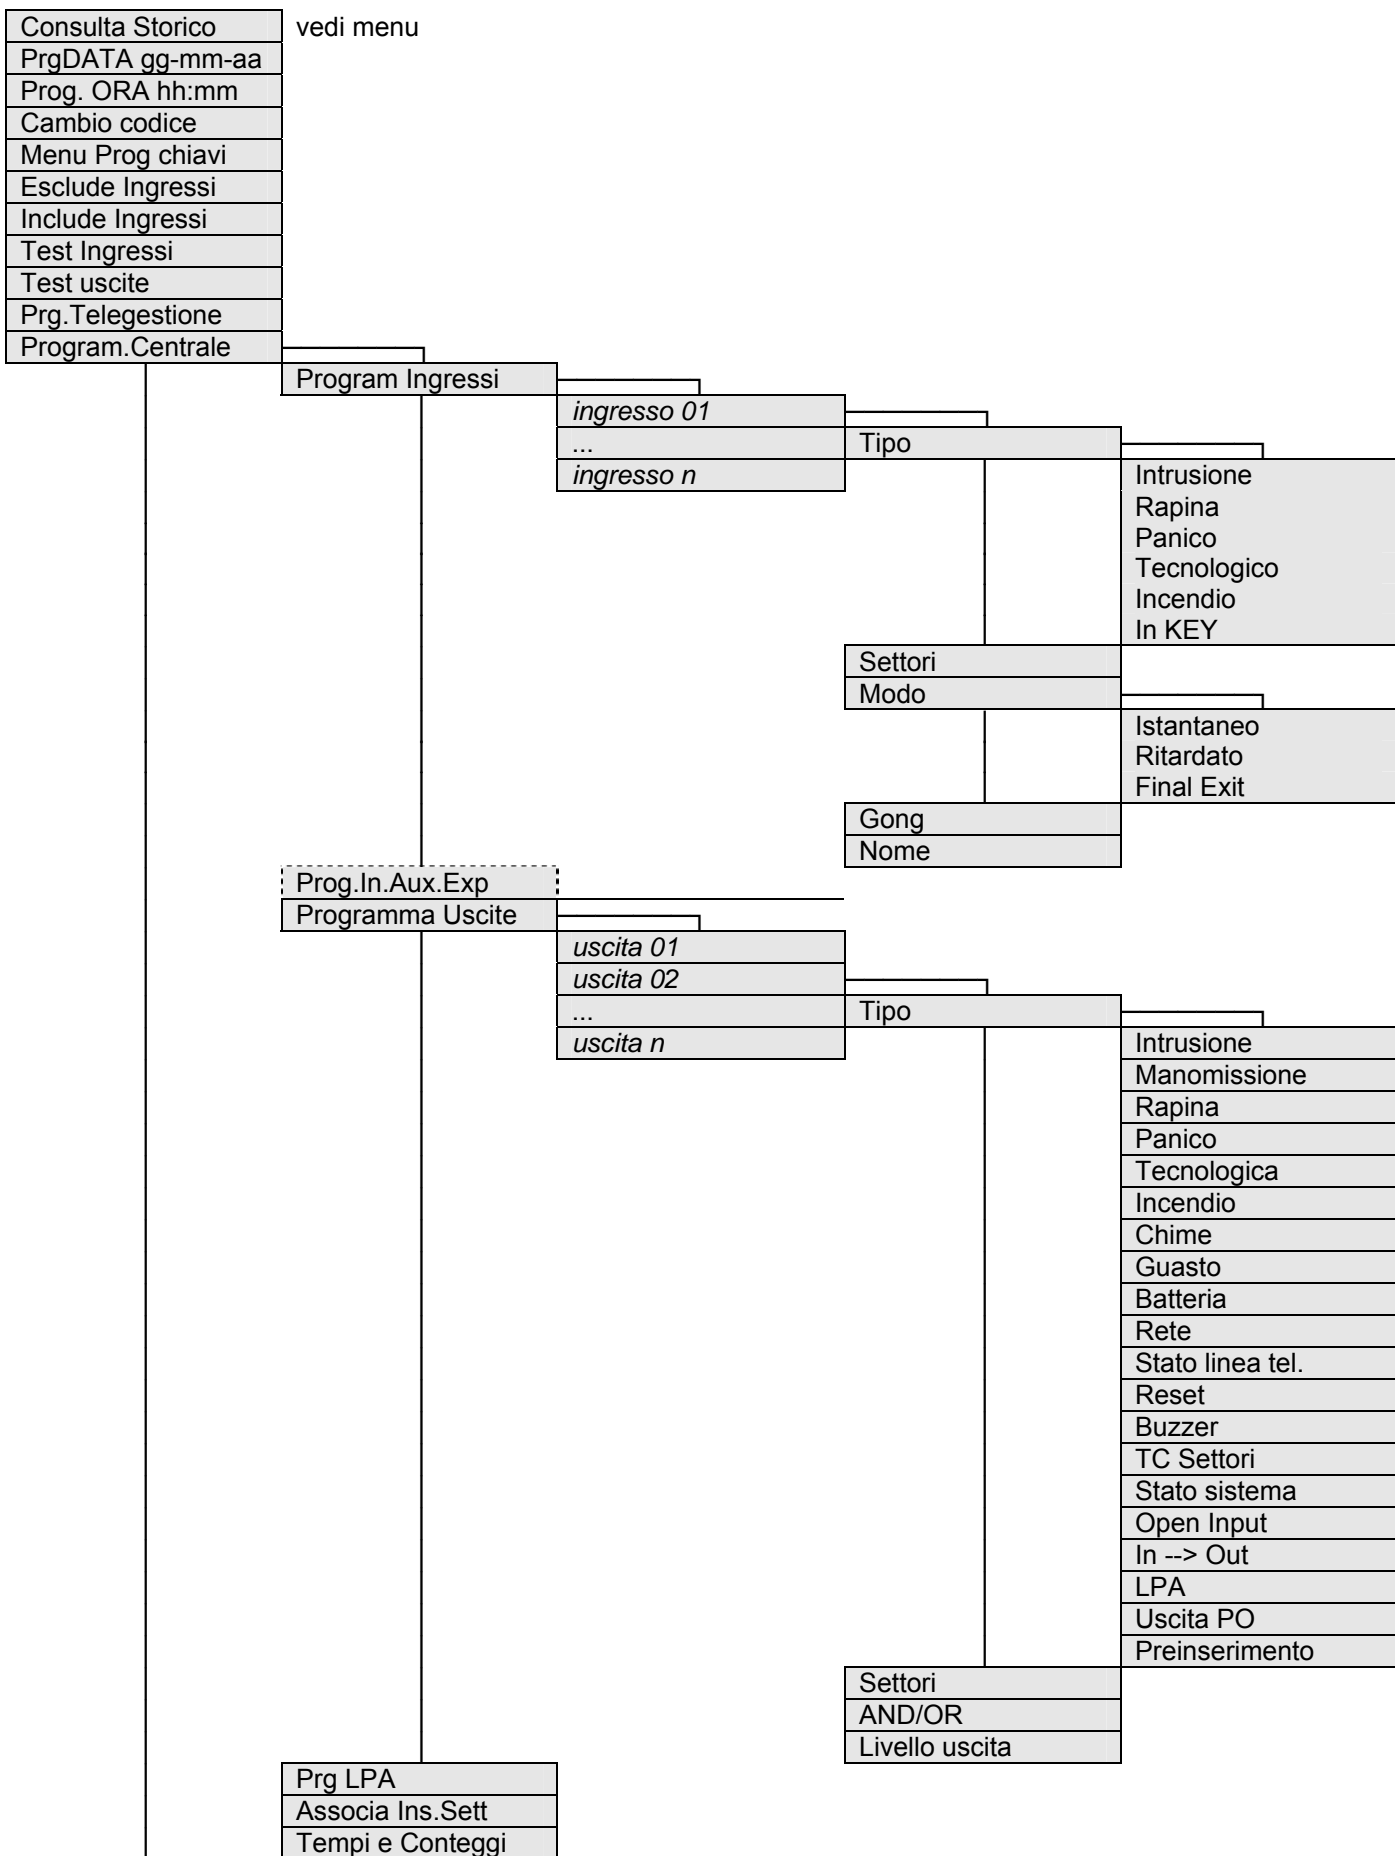 Consulta Storico vedi menu
PrgDATA gg-mm-aa
Prog. ORA hh:mm
Cambio codice
Menu Prog chiavi
Esclude Ingressi
Include Ingressi
Test Ingressi
Test uscite
Prg.Telegestione
Program.Centrale
Program Ingressi
ingresso 01
... Tipo
ingresso n Intrusione
Rapina
Panico
Tecnologico
Incendio
In KEY
Settori
Modo
Istantaneo
Ritardato
Final Exit
Gong
Nome
Prog.In.Aux.Exp
Programma Uscite
uscita 01
uscita 02
... Tipo
uscita n Intrusione
Manomissione
Rapina
Panico
Tecnologica
Incendio
Chime
Guasto
Batteria
Rete
Stato linea tel.
Reset
Buzzer
TC Settori
Stato sistema
Open Input
In --> Out
LPA
Uscita PO
Preinserimento
Settori
AND/OR
Livello uscita
Prg LPA
Associa Ins.Sett
Tempi e Conteggi